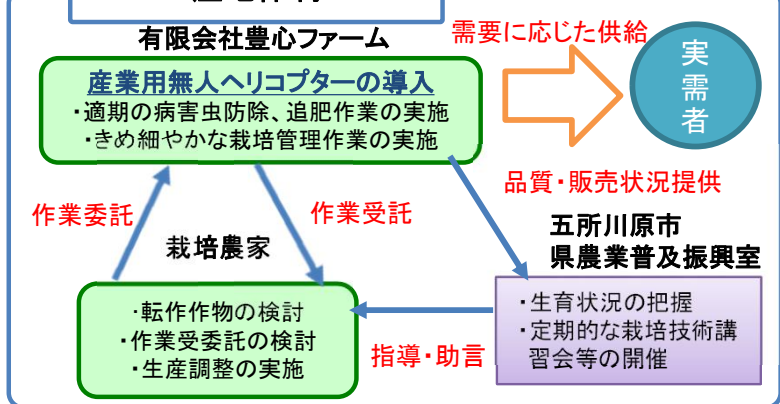 有限会社豊心ファーム
需要に応じた供給
実
需
者
産業用無人ヘリコプターの導入
・適期の病害虫防除、追肥作業の実施
・きめ細やかな栽培管理作業の実施
品質・販売状況提供
作業委託
作業受託
五所川原市
県農業普及振興室
栽培農家
・転作作物の検討
・作業受委託の検討
・生産調整の実施
・生育状況の把握
・定期的な栽培技術講
習会等の開催
指導・助言